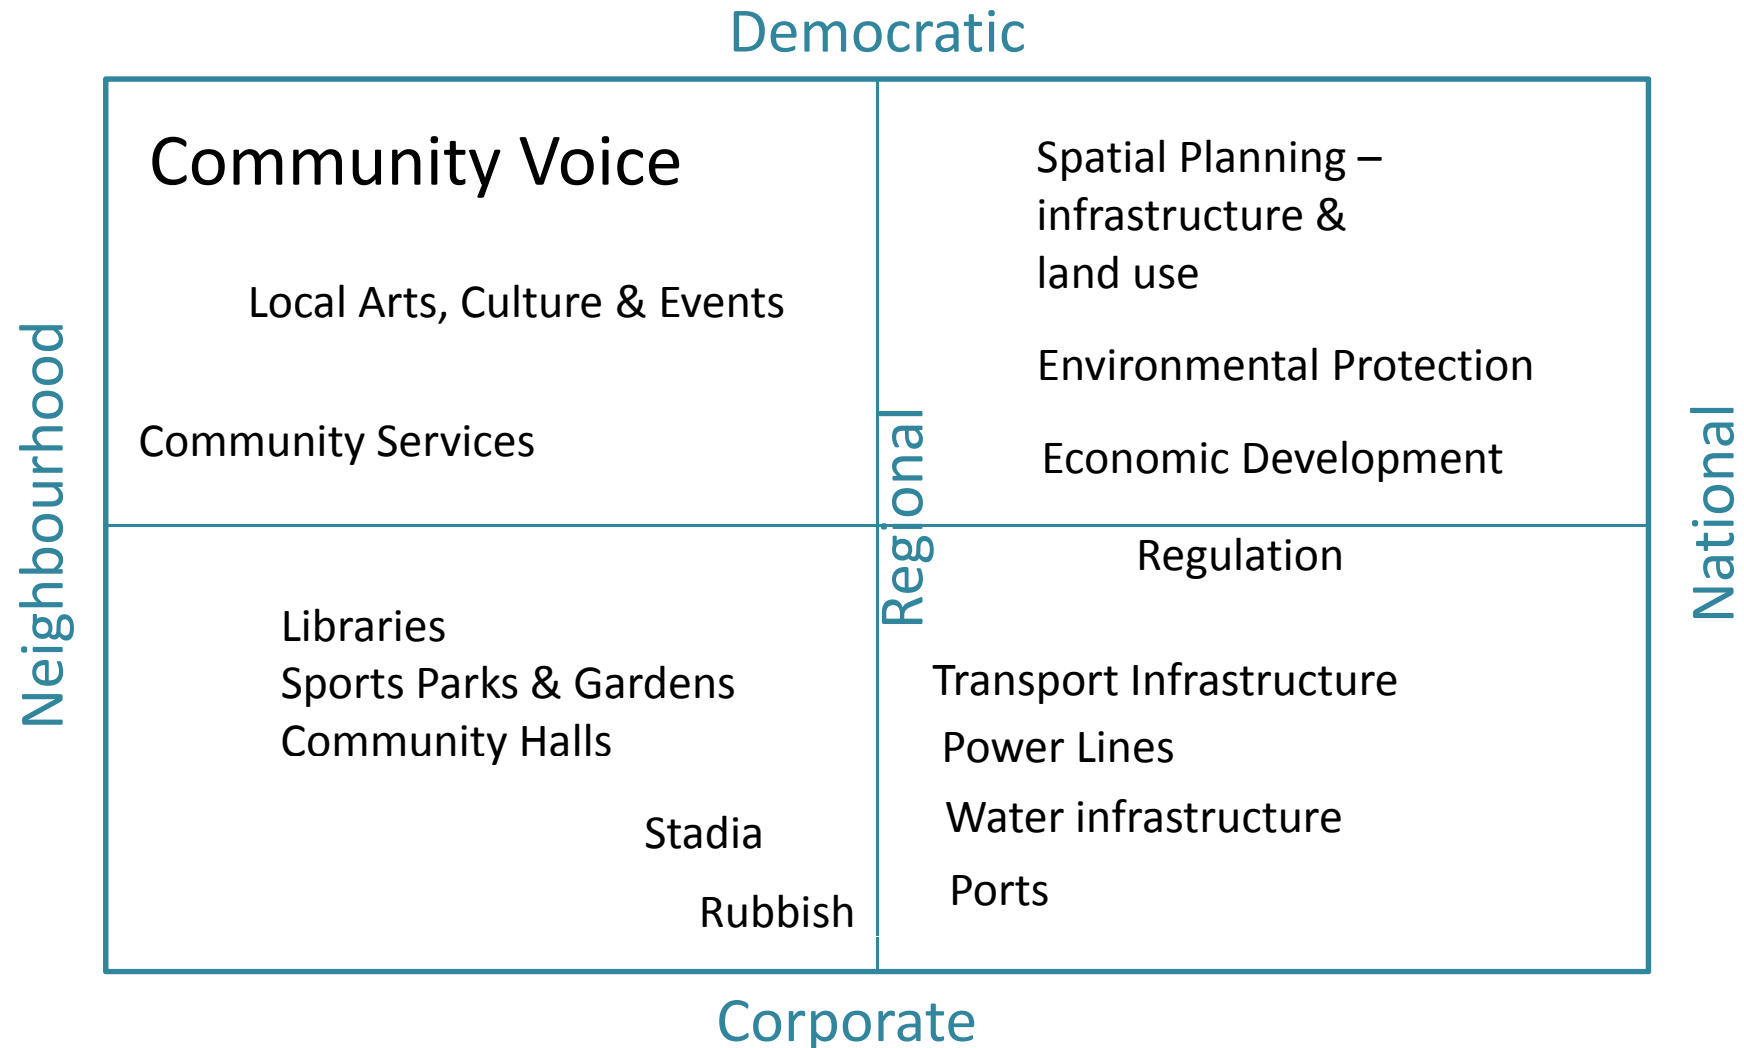 Democratic
Community Voice
Local Arts, Culture & Events
Community Services
Spatial Planning –
infrastructure &
land use
Environmental Protection
Economic Development
Neighbourhood
Regional
National
Libraries
Sports Parks & Gardens
Community Halls
Stadia
Rubbish
Regulation
Transport Infrastructure
Power Lines
Water infrastructure
Ports
Corporate